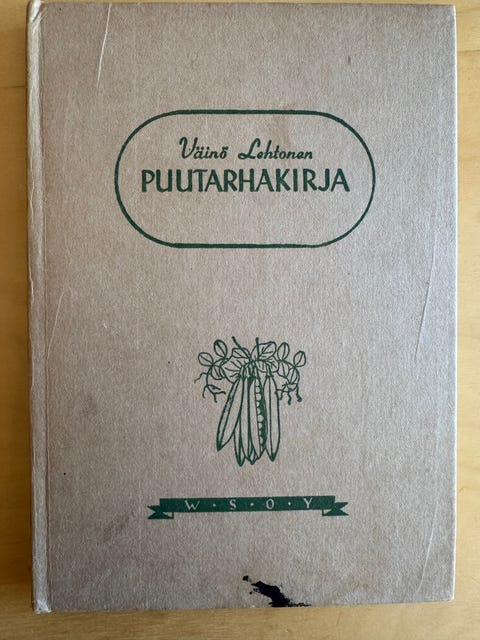 Väinö Lehtonen
PUUTARHAKIRJA
W · S · O · Y